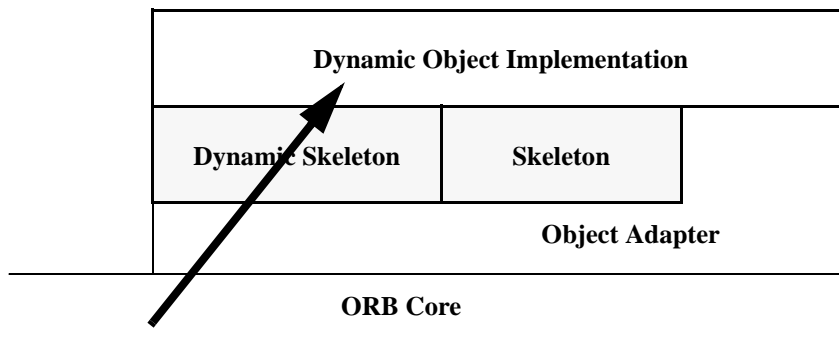 Dynamic Object Implementation
Dynamic Skeleton
Skeleton
Object Adapter
ORB Core